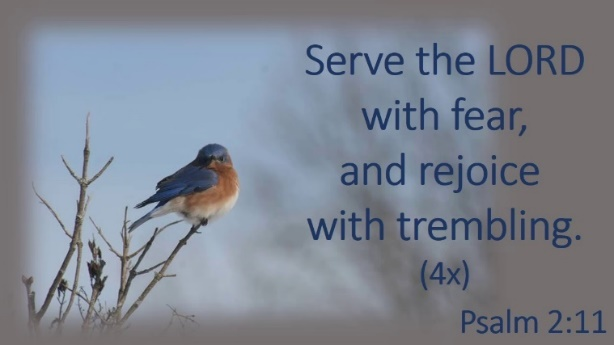 Serve the LORD
with fear,
and rejoice
with trembling.
(4x)
Psalm 2:11